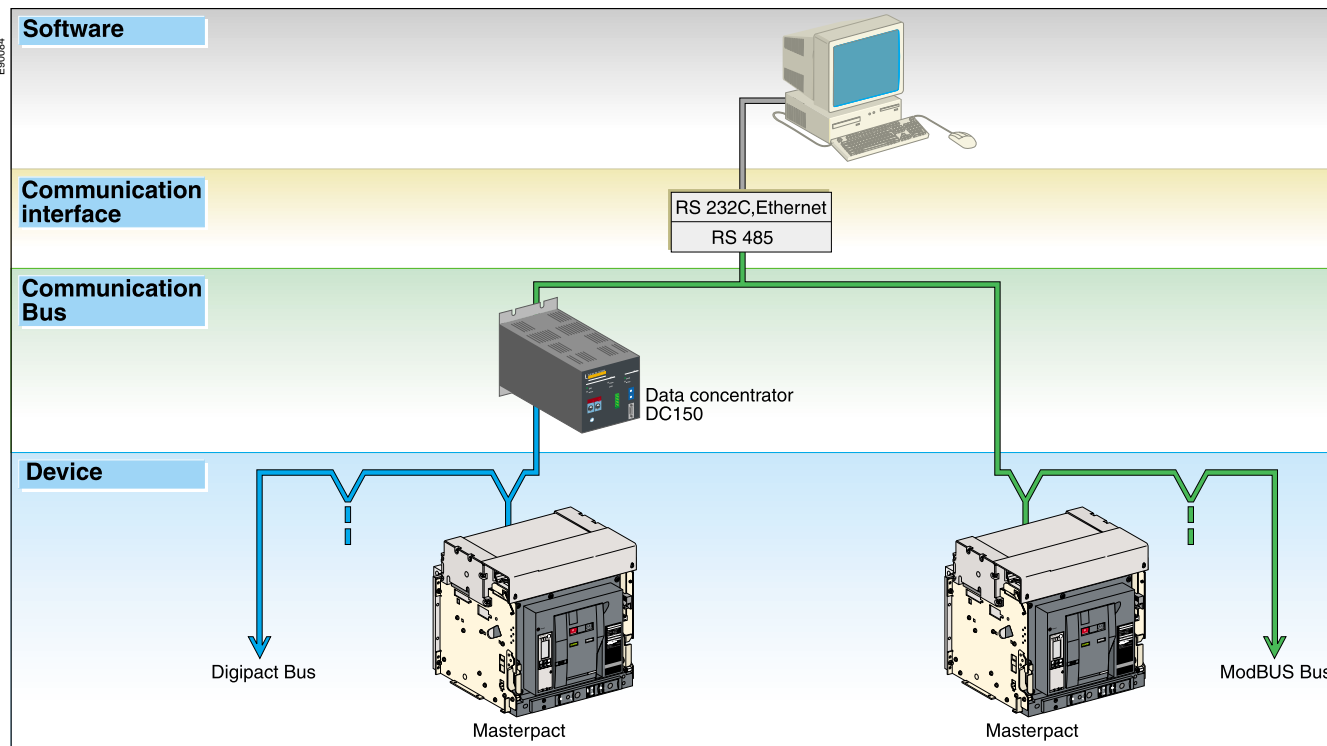 E90084
Software
Communication
interface
RS 232C,Ethernet
RS 485
Communication
Bus
Data concentrator
DC150
Device
Digipact Bus
ModBUS Bus
Masterpact
Masterpact